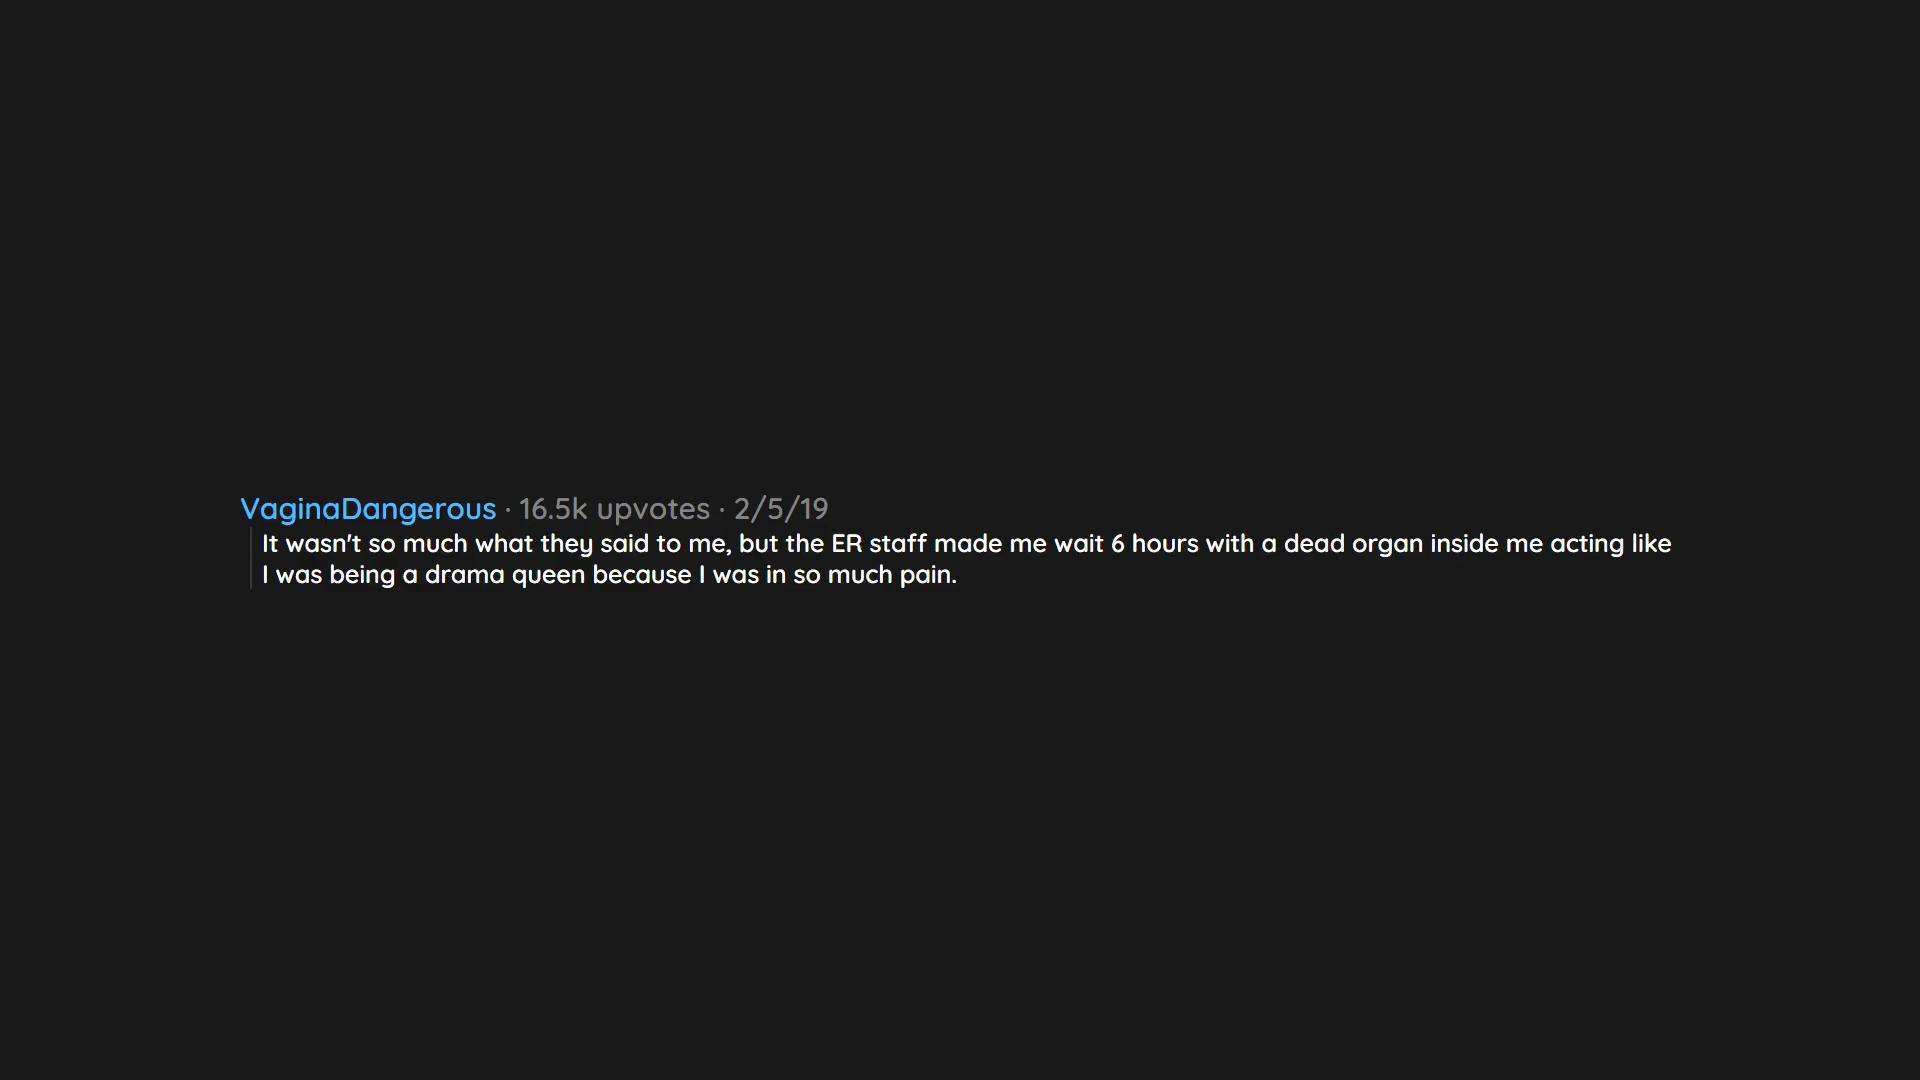 VaginaDangerous · 16.5k upvotes · 2/5/19
It wasn't so much what they said to me, but the ER staff made me wait 6 hours with a dead organ inside me acting like
I was being a drama queen because I was in so much pain.